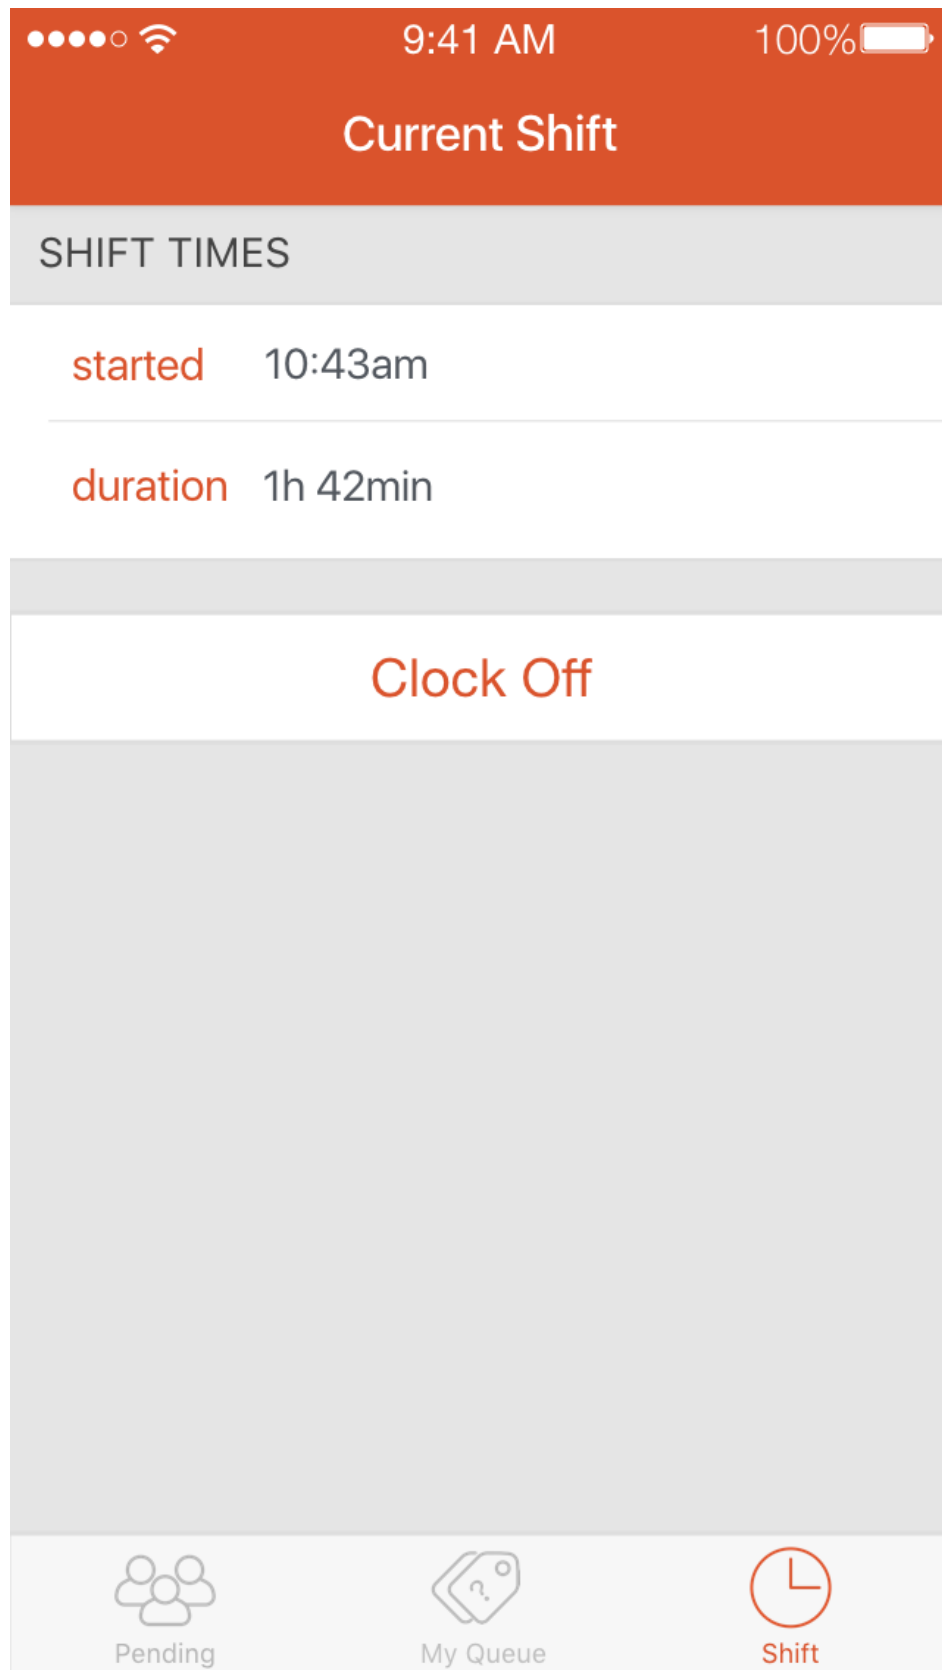 9:41 AM 100%
Current Shift
SHIFT TIMES
started 10:43am
duration 1h 42min
Clock Off
?
Pending My Queue Shift